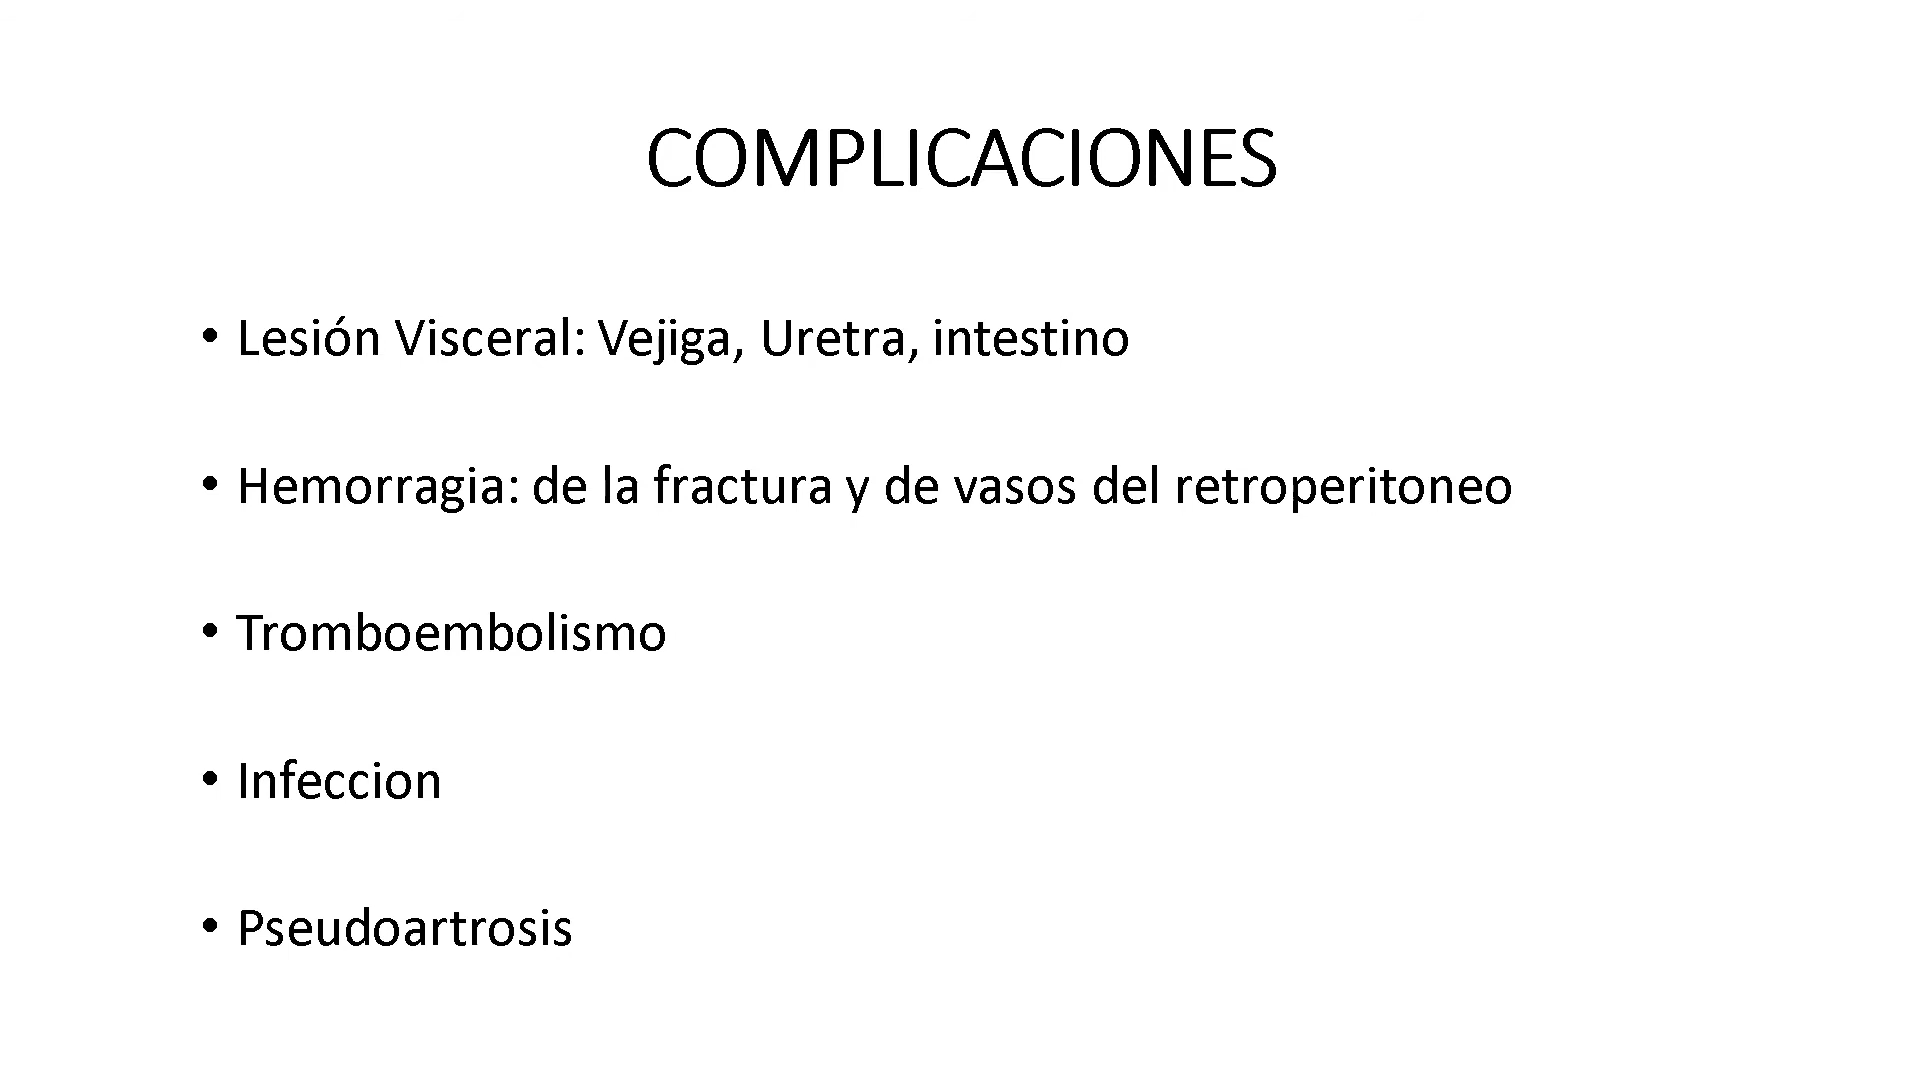 COMPLICACIONES
• Lesión Visceral: Vejiga, Uretra, intestino
• Hemorragia: de la fractura y de vasos del retroperitoneo
• Tromboembolismo
• Infeccion
• Pseudoartrosis